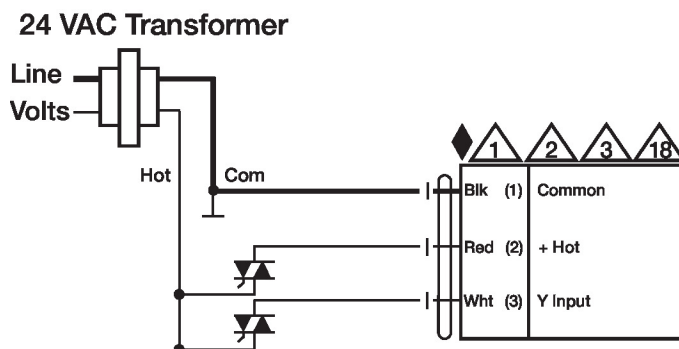 24 VAC Transformer
Line
Volts
Hot
Com
1 2 3 18
Blk (1) Common
Red (2) + Hot
Wht (3) Y Input